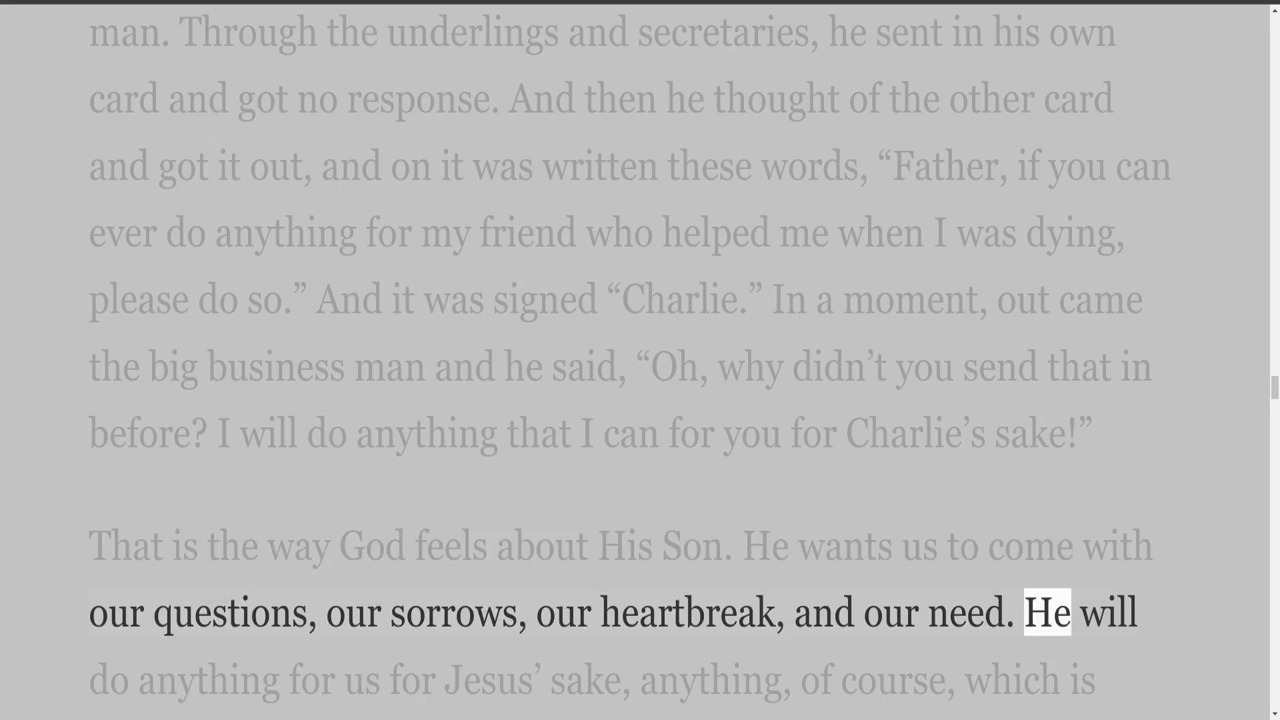 man. Through the underlings and secretaries, he sent in his own
card and got no response. And then he thought of the other card
and got it out, and on it was written these words, “Father, if you can
ever do anything for my friend who helped me when I was dying,
please do so.” And it was signed “Charlie.” In a moment, out came
the big business man and he said, “Oh, why didn’t you send that in
before? I will do anything that I can for you for Charlie’s sake!”
That is the way God feels about His Son. He wants us to come with
our questions, our sorrows, our heartbreak, and our need. He will
do anything for us for Jesus’ sake, anything, of course, which is